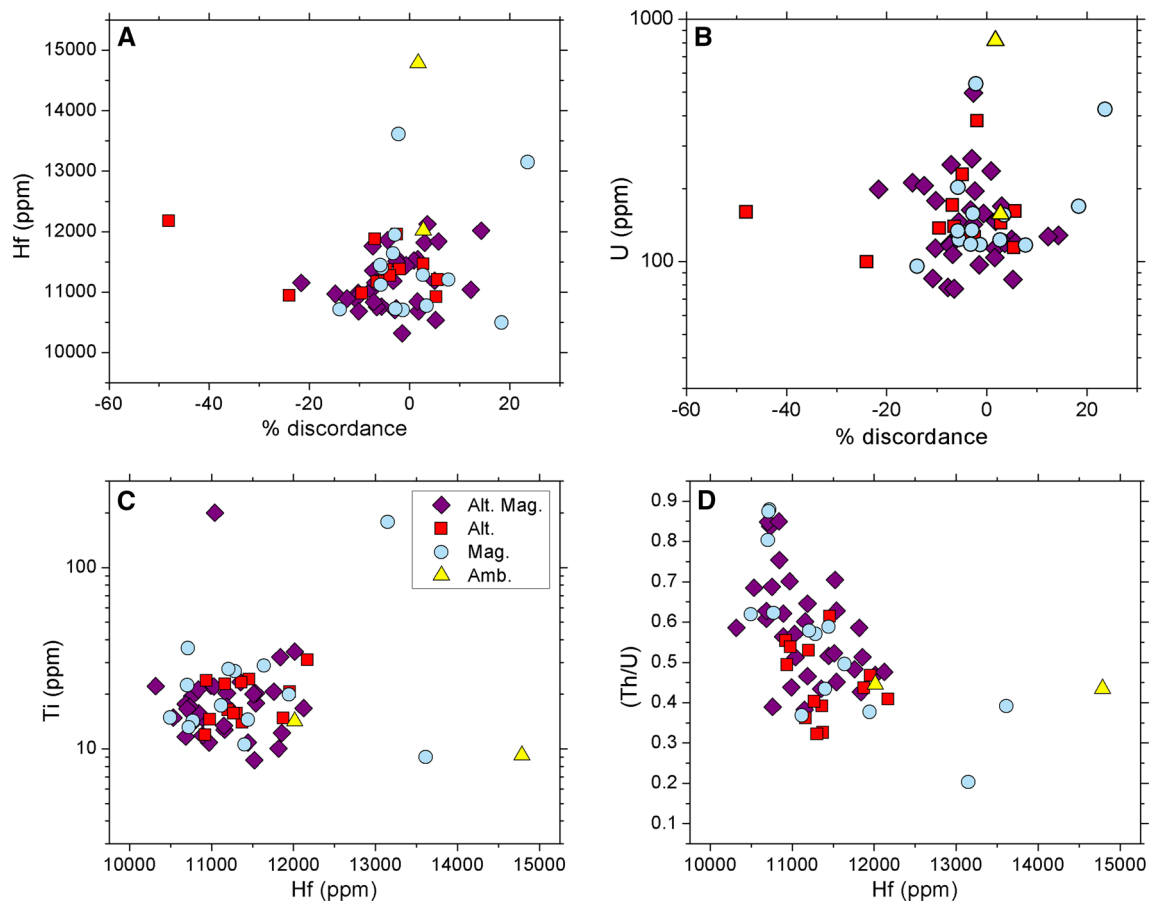 A
Hf (ppm)
15000
14000
13000
12000
11000
10000
-60 -40 -20 0 20
% discordance
B
U (ppm)
1000
100
-60 -40 -20 0 20
% discordance
C
Ti (ppm)
100
10
Alt. Mag.
Alt.
Mag.
Amb.
10000 11000 12000 13000 14000 15000
Hf (ppm)
D
(Th/U)
0.9
0.8
0.7
0.6
0.5
0.4
0.3
0.2
0.1
10000 11000 12000 13000 14000 15000
Hf (ppm)